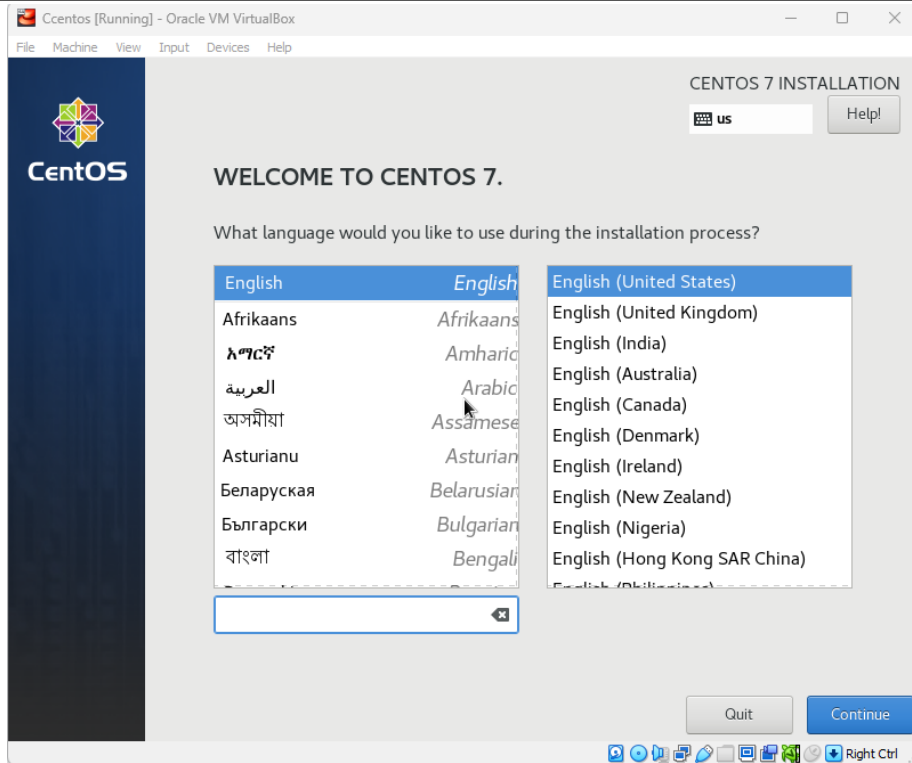 Ccentos [Running] - Oracle VM VirtualBox
File Machine View Input Devices Help
CentOS
CENTOS 7 INSTALLATION
us
Help!
WELCOME TO CENTOS 7.
What language would you like to use during the installation process?
English English
Afrikaans Afrikaans
አማርኛ Amharic
العربية Arabic
অসমীয়া Assamese
Asturianu Asturian
Беларуская Belarusian
Български Bulgarian
বাংলা Bengali
English (United States)
English (United Kingdom)
English (India)
English (Australia)
English (Canada)
English (Denmark)
English (Ireland)
English (New Zealand)
English (Nigeria)
English (Hong Kong SAR China)
English (Philippines)
Quit Continue
Right Ctrl